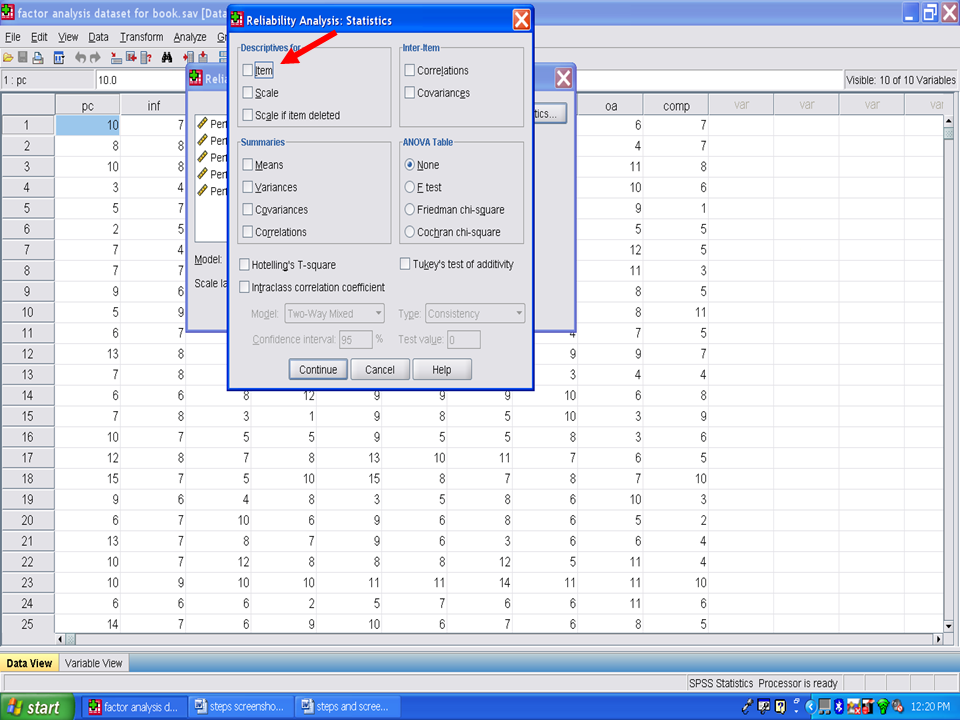 factor analysis dataset for book.sav [Data
File Edit View Data Transform Analyze
1 : pc 10.0 Visible: 10 of 10 Variables
Reliability Analysis: Statistics
Descriptives for
Item
Scale
Scale if item deleted
Inter-Item
Correlations
Covariances
Summaries
Means
Variances
Covariances
Correlations
ANOVA Table
None
F test
Friedman chi-square
Cochran chi-square
Hotelling's T-square
Tukey's test of additivity
Intraclass correlation coefficient
Model: Two-Way Mixed Type: Consistency
Confidence interval: 95 % Test value: 0
Continue Cancel Help
Model:
pc inf oa comp var var var var
1 10 7 6 7
2 8 8 4 7
3 10 8 11 8
4 3 4 10 6
5 5 7 9 1
6 2 5 5 5
7 7 4 12 5
8 7 7 11 3
9 9 6 8 5
10 5 9 8 11
11 6 7 4 7 5
12 13 8 9 9 7
13 7 8 3 4 4
14 6 6 8 12 9 9 9 10 6 8
15 7 8 3 1 9 8 5 10 3 9
16 10 7 5 5 9 5 5 8 3 6
17 12 8 7 8 13 10 11 7 6 5
18 15 7 5 10 15 8 7 8 7 10
19 9 6 4 8 3 5 8 6 10 3
20 6 7 10 6 9 6 8 6 5 2
21 13 7 8 7 9 6 3 6 6 4
22 10 7 12 8 8 8 12 5 11 4
23 10 9 10 10 11 11 14 11 11 10
24 6 6 6 2 5 7 6 6 11 6
25 14 7 6 9 10 6 7 6 8 5
Data View Variable View
SPSS Statistics Processor is ready
start factor analysis d... steps screensho... steps and scree... 12:20 PM